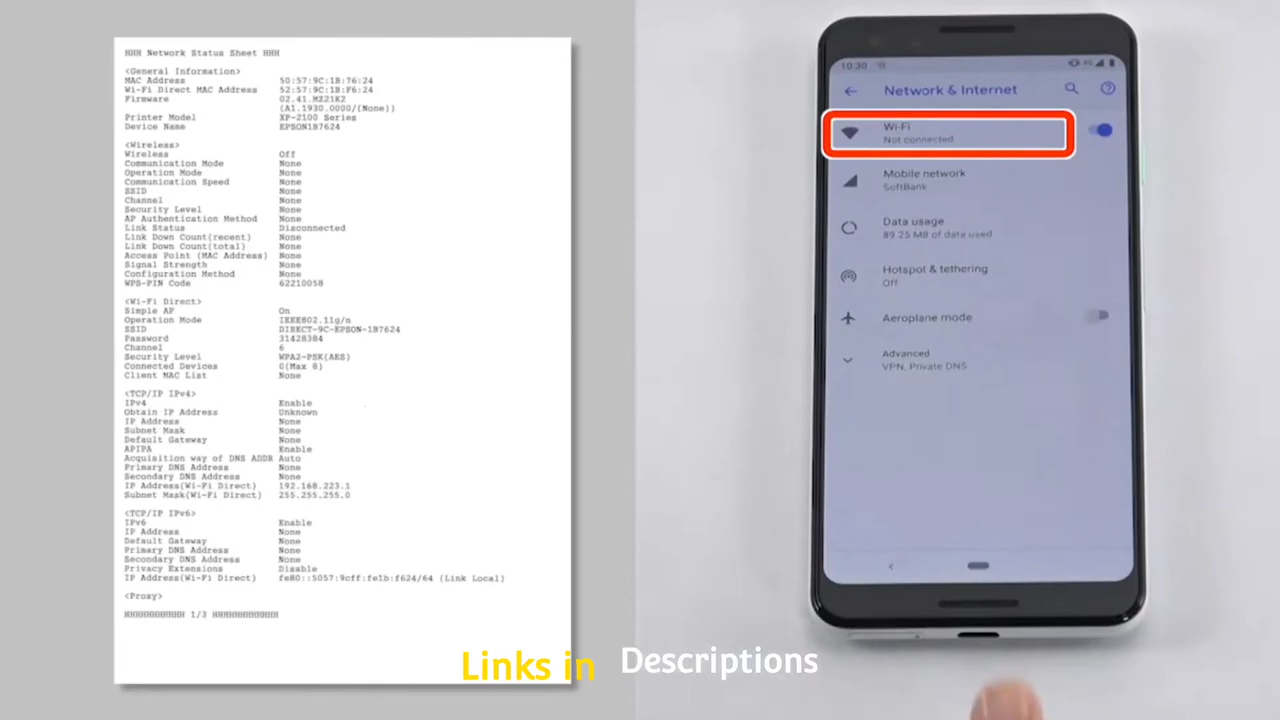 HHH Network Status Sheet HHH
<General Information>
MAC Address 50:57:9C:1B:76:24
Wi-Fi Direct MAC Address 52:57:9C:1B:F6:24
Firmware 02.41.MZ21K2
(A1.1930.0000/(None))
Printer Model XP-2100 Series
Device Name EPSON1B7624
<Wireless>
Wireless Off
Communication Mode None
Operation Mode None
Communication Speed None
SSID None
Channel None
Security Level None
AP Authentication Method None
Link Status Disconnected
Link Down Count(recent) None
Link Down Count(total) None
Access Point (MAC Address) None
Signal Strength None
Configuration Method None
WPS-PIN Code 62210058
<Wi-Fi Direct>
Simple AP On
Operation Mode IEEE802.11g/n
SSID DIRECT-9C-EPSON-1B7624
Password 31428384
Channel 6
Security Level WPA2-PSK(AES)
Connected Devices 0(Max 8)
Client MAC List None
<TCP/IP IPv4>
IPv4 Enable
Obtain IP Address Unknown
IP Address None
Subnet Mask None
Default Gateway None
APIPA Enable
Acquisition way of DNS ADDR Auto
Primary DNS Address None
Secondary DNS Address None
IP Address(Wi-Fi Direct) 192.168.223.1
Subnet Mask(Wi-Fi Direct) 255.255.255.0
<TCP/IP IPv6>
IPv6 Enable
IP Address None
Default Gateway None
Primary DNS Address None
Secondary DNS Address None
Privacy Extensions Disable
IP Address(Wi-Fi Direct) fe80::5057:9cff:fe1b:f624/64 (Link Local)
<Proxy>
HHHHHHHHHHH 1/3 HHHHHHHHHHHH
10:30
4G
Network & Internet
Wi-Fi
Not connected
Mobile network
SoftBank
Data usage
89.25 MB of data used
Hotspot & tethering
Off
Aeroplane mode
Advanced
VPN, Private DNS
Links in Descriptions